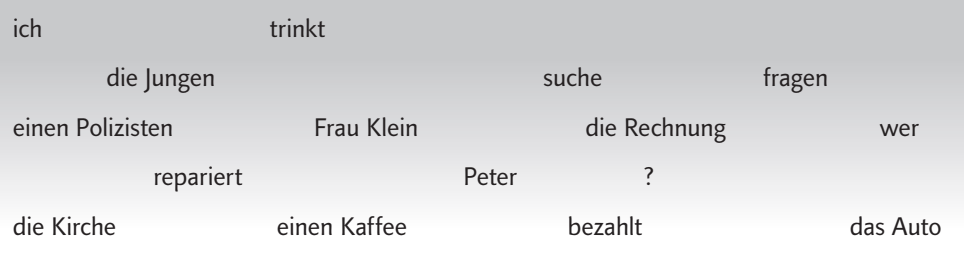 ich trinkt
die Jungen suche fragen
einen Polizisten Frau Klein die Rechnung wer
repariert Peter ?
die Kirche einen Kaffee bezahlt das Auto